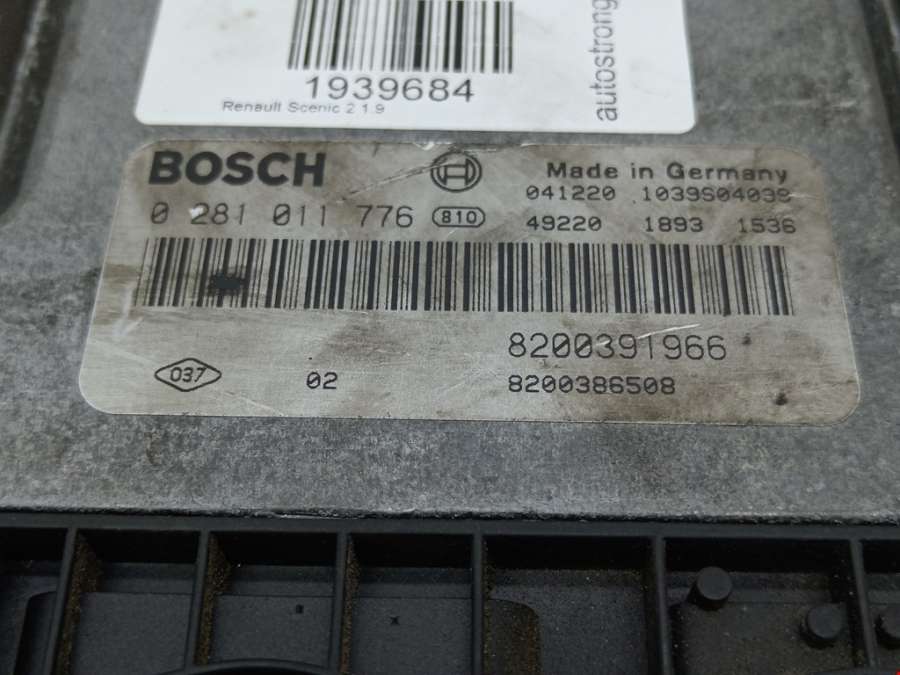 1939684
Renault Scenic 2 1.9
autostrong
BOSCH
Made in Germany
041220 1039S04039
0 281 011 776 810
49220 1893 1536
8200391966
037 02
8200386508